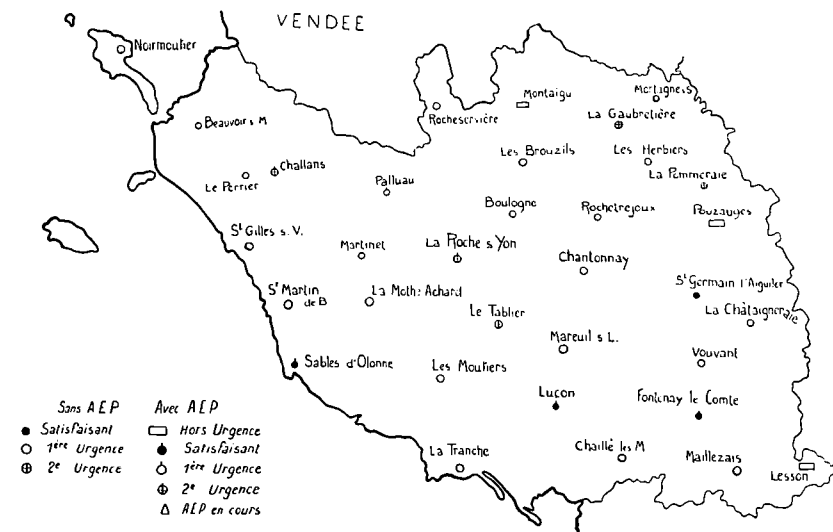 VENDEE
Noirmoutier
Beauvoir s M
Rocheservière
Montaigu
Mortagne s
La Gaubretière
Les Brouzils
Les Herbiers
Le Perrier
Challans
Palluau
La Pommeraie
Boulogne
Rochetrejoux
Pouzauges
St Gilles s. V.
Martinet
La Roche s Yon
Chantonnay
St Martin
de B
La Mothe Achard
Le Tablier
St Germain l'Aiguiller
La Châtaigneraie
Mareuil s L.
Vouvant
Sables d'Olonne
Les Moutiers
Luçon
Fontenay le Comte
La Tranche
Chaillé les M
Maillezais
Lesson
Sans AEP
Satisfaisant
1ère Urgence
2e Urgence
Avec AEP
Hors Urgence
Satisfaisant
1ère Urgence
2e Urgence
AEP en cours